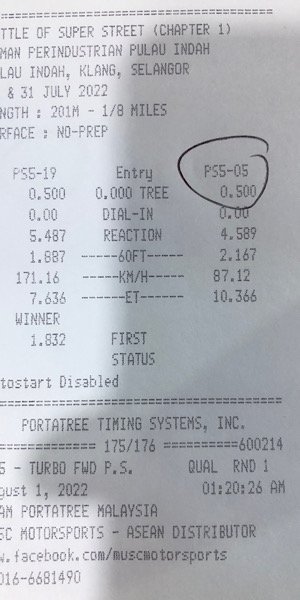 TTLE OF SUPER STREET (CHAPTER 1)
MAN PERINDUSTRIAN PULAU INDAH
LAU INDAH, KLANG, SELANGOR
& 31 JULY 2022
NGTH : 201M - 1/8 MILES
RFACE : NO-PREP
PS5-19 Entry PS5-05
0.500 0.000 TREE 0.500
0.00 DIAL-IN 0.00
5.487 REACTION 4.589
1.887 ------60FT------ 2.167
171.16 ------KM/H------ 87.12
7.636 -------ET------- 10.366
WINNER
1.832 FIRST
STATUS
tostart Disabled
PORTATREE TIMING SYSTEMS, INC.
============ 175/176 ==========600214
5 - TURBO FWD P.S. QUAL RND 1
gust 1, 2022 01:20:26 AM
AM PORTATREE MALAYSIA
SC MOTORSPORTS - ASEAN DISTRIBUTOR
w.facebook.com/muscmotorsports
016-6681490